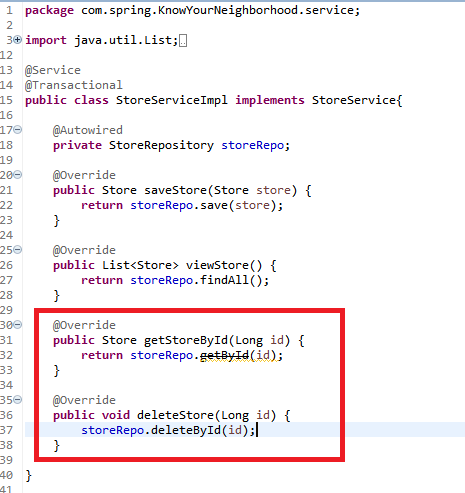 1 package com.spring.KnowYourNeighborhood.service;
2
3 import java.util.List;
12
13 @Service
14 @Transactional
15 public class StoreServiceImpl implements StoreService{
16
17 @Autowired
18 private StoreRepository storeRepo;
19
20 @Override
21 public Store saveStore(Store store) {
22 return storeRepo.save(store);
23 }
24
25 @Override
26 public List<Store> viewStore() {
27 return storeRepo.findAll();
28 }
29
30 @Override
31 public Store getStoreById(Long id) {
32 return storeRepo.getById(id);
33 }
34
35 @Override
36 public void deleteStore(Long id) {
37 storeRepo.deleteById(id);
38 }
39
40 }
41